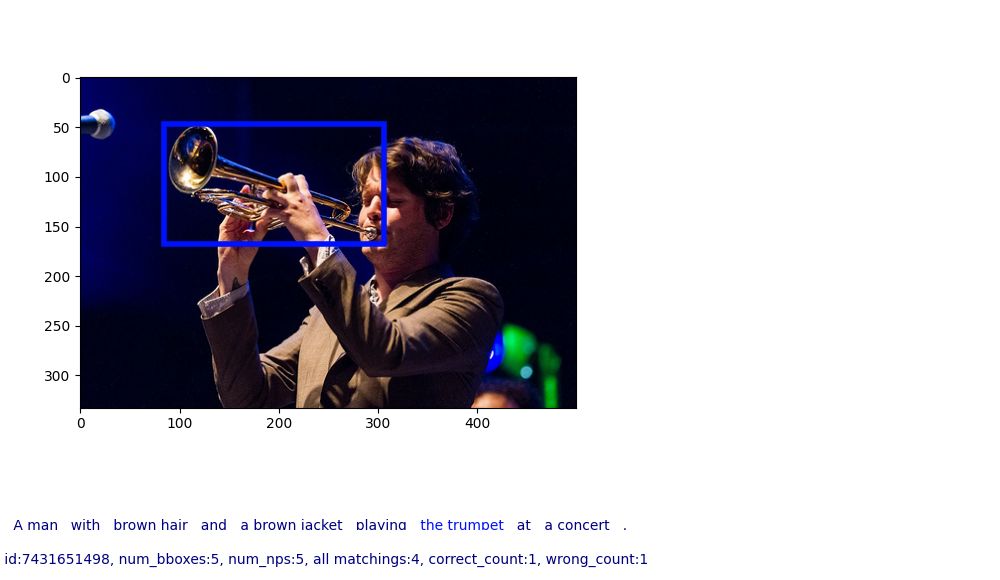 0
50
100
150
200
250
300
0 100 200 300 400
A man with brown hair and a brown jacket playing the trumpet at a concert .
id:7431651498, num_bboxes:5, num_nps:5, all matchings:4, correct_count:1, wrong_count:1